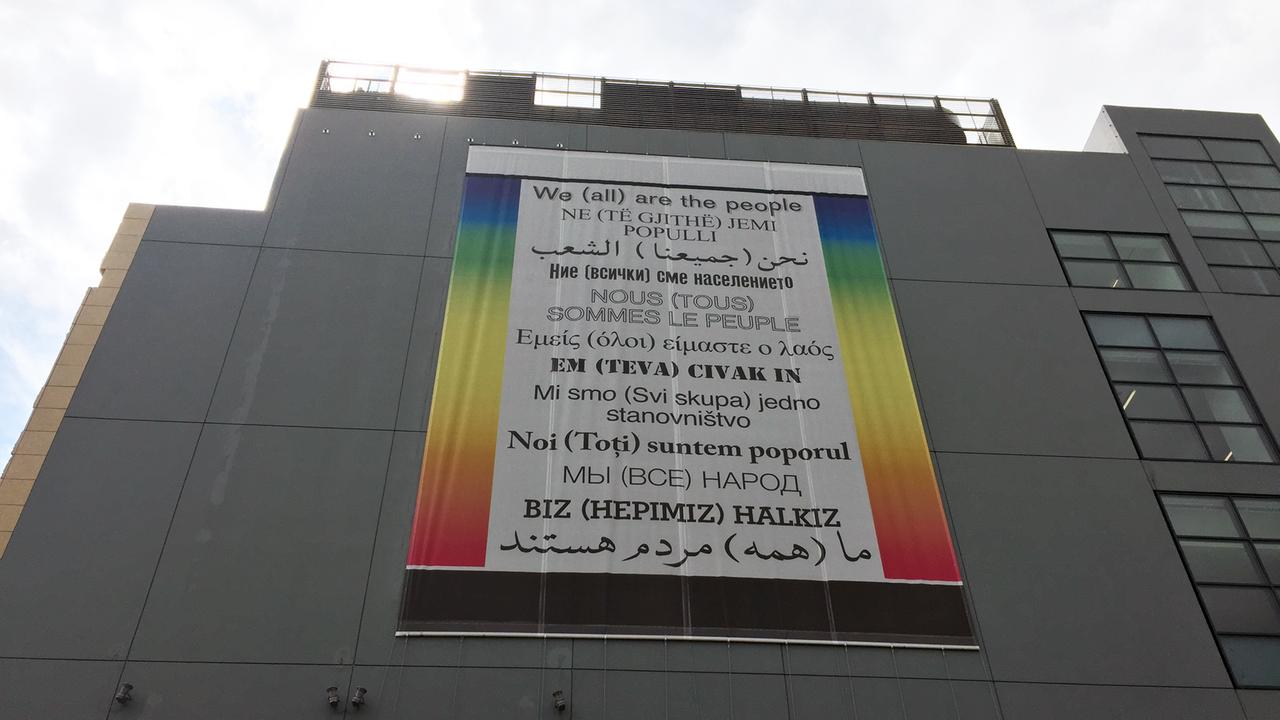 We (all) are the people
NE (TË GJITHË) JEMI
POPULLI
نحن (جميعنا) الشعب
Ние (всички) сме населението
NOUS (TOUS)
SOMMES LE PEUPLE
Εμείς (όλοι) είμαστε ο λαός
EM (TEVA) CIVAK IN
Mi smo (Svi skupa) jedno
stanovništvo
Noi (Toți) suntem poporul
МЫ (ВСЕ) НАРОД
BIZ (HEPIMIZ) HALKIZ
ما (همه) مردم هستند